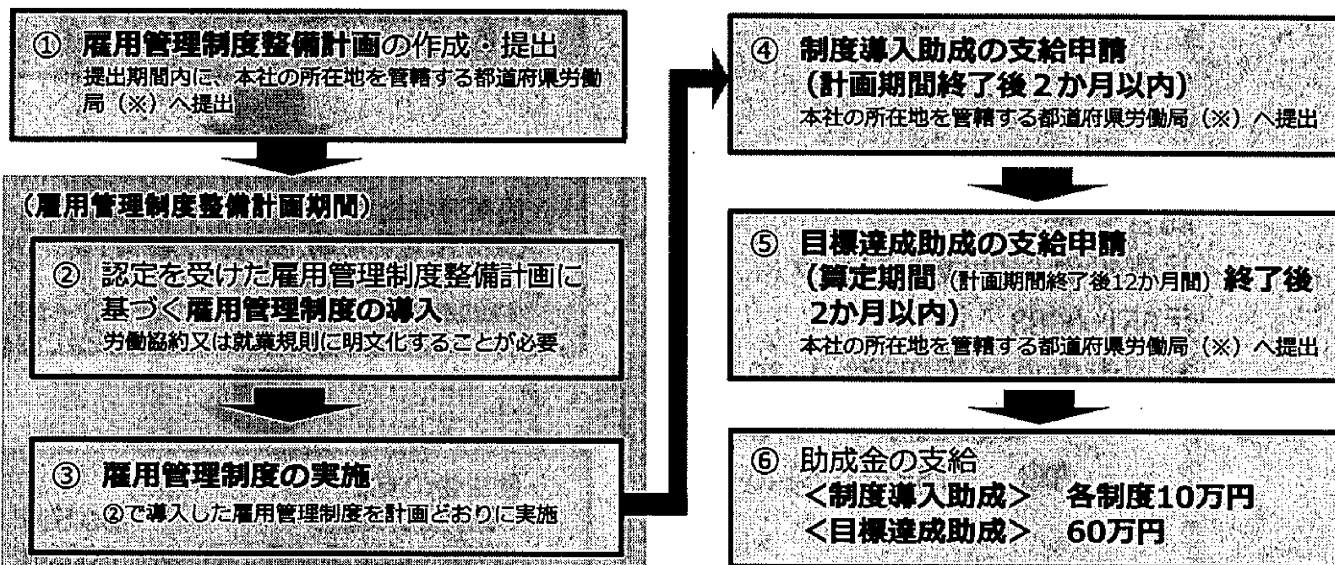 ① 雇用管理制度整備計画の作成・提出
提出期間内に、本社の所在地を管轄する都道府県労働
局（※）へ提出
（雇用管理制度整備計画期間）
② 認定を受けた雇用管理制度整備計画に
基づく雇用管理制度の導入
労働協約又は就業規則に明文化することが必要
③ 雇用管理制度の実施
②で導入した雇用管理制度を計画どおりに実施
④ 制度導入助成の支給申請
（計画期間終了後２か月以内）
本社の所在地を管轄する都道府県労働局（※）へ提出
⑤ 目標達成助成の支給申請
（算定期間（計画期間終了後12か月間）終了後
2か月以内）
本社の所在地を管轄する都道府県労働局（※）へ提出
⑥ 助成金の支給
＜制度導入助成＞ 各制度10万円
＜目標達成助成＞ 60万円